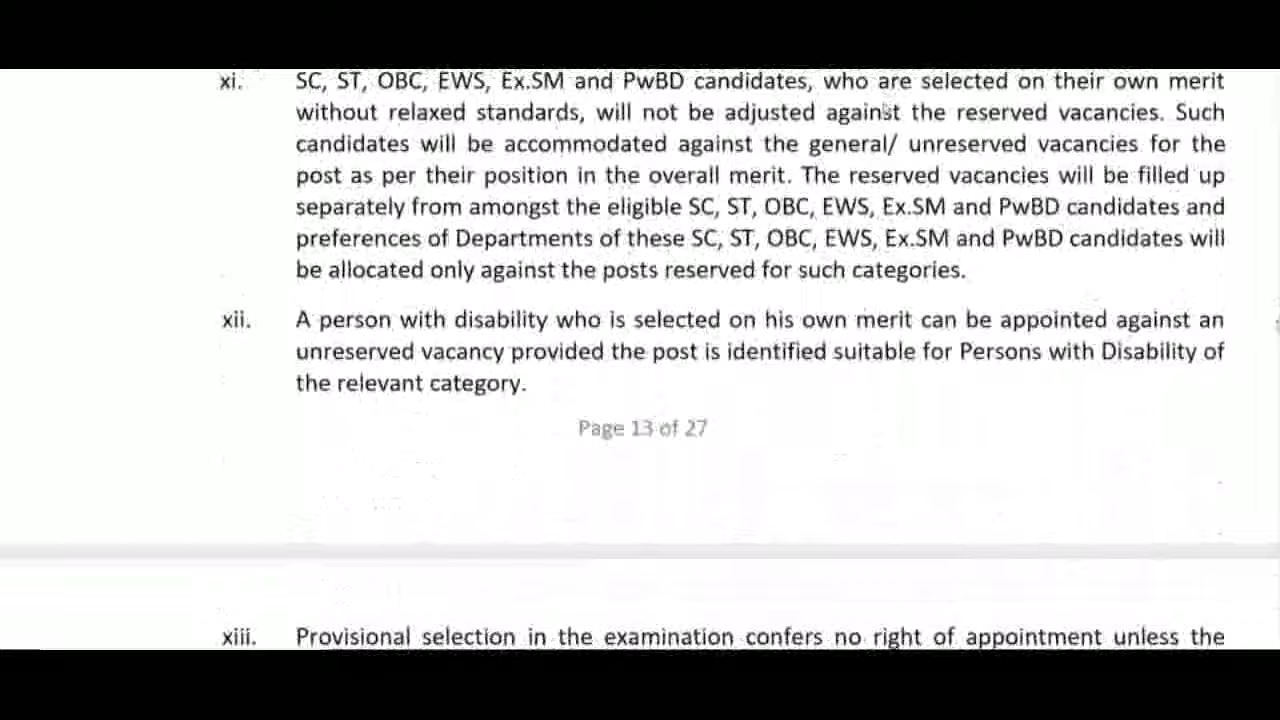 xi. SC, ST, OBC, EWS, Ex.SM and PwBD candidates, who are selected on their own merit
without relaxed standards, will not be adjusted against the reserved vacancies. Such
candidates will be accommodated against the general/ unreserved vacancies for the
post as per their position in the overall merit. The reserved vacancies will be filled up
separately from amongst the eligible SC, ST, OBC, EWS, Ex.SM and PwBD candidates and
preferences of Departments of these SC, ST, OBC, EWS, Ex.SM and PwBD candidates will
be allocated only against the posts reserved for such categories.
xii. A person with disability who is selected on his own merit can be appointed against an
unreserved vacancy provided the post is identified suitable for Persons with Disability of
the relevant category.
Page 13 of 27
xiii. Provisional selection in the examination confers no right of appointment unless the